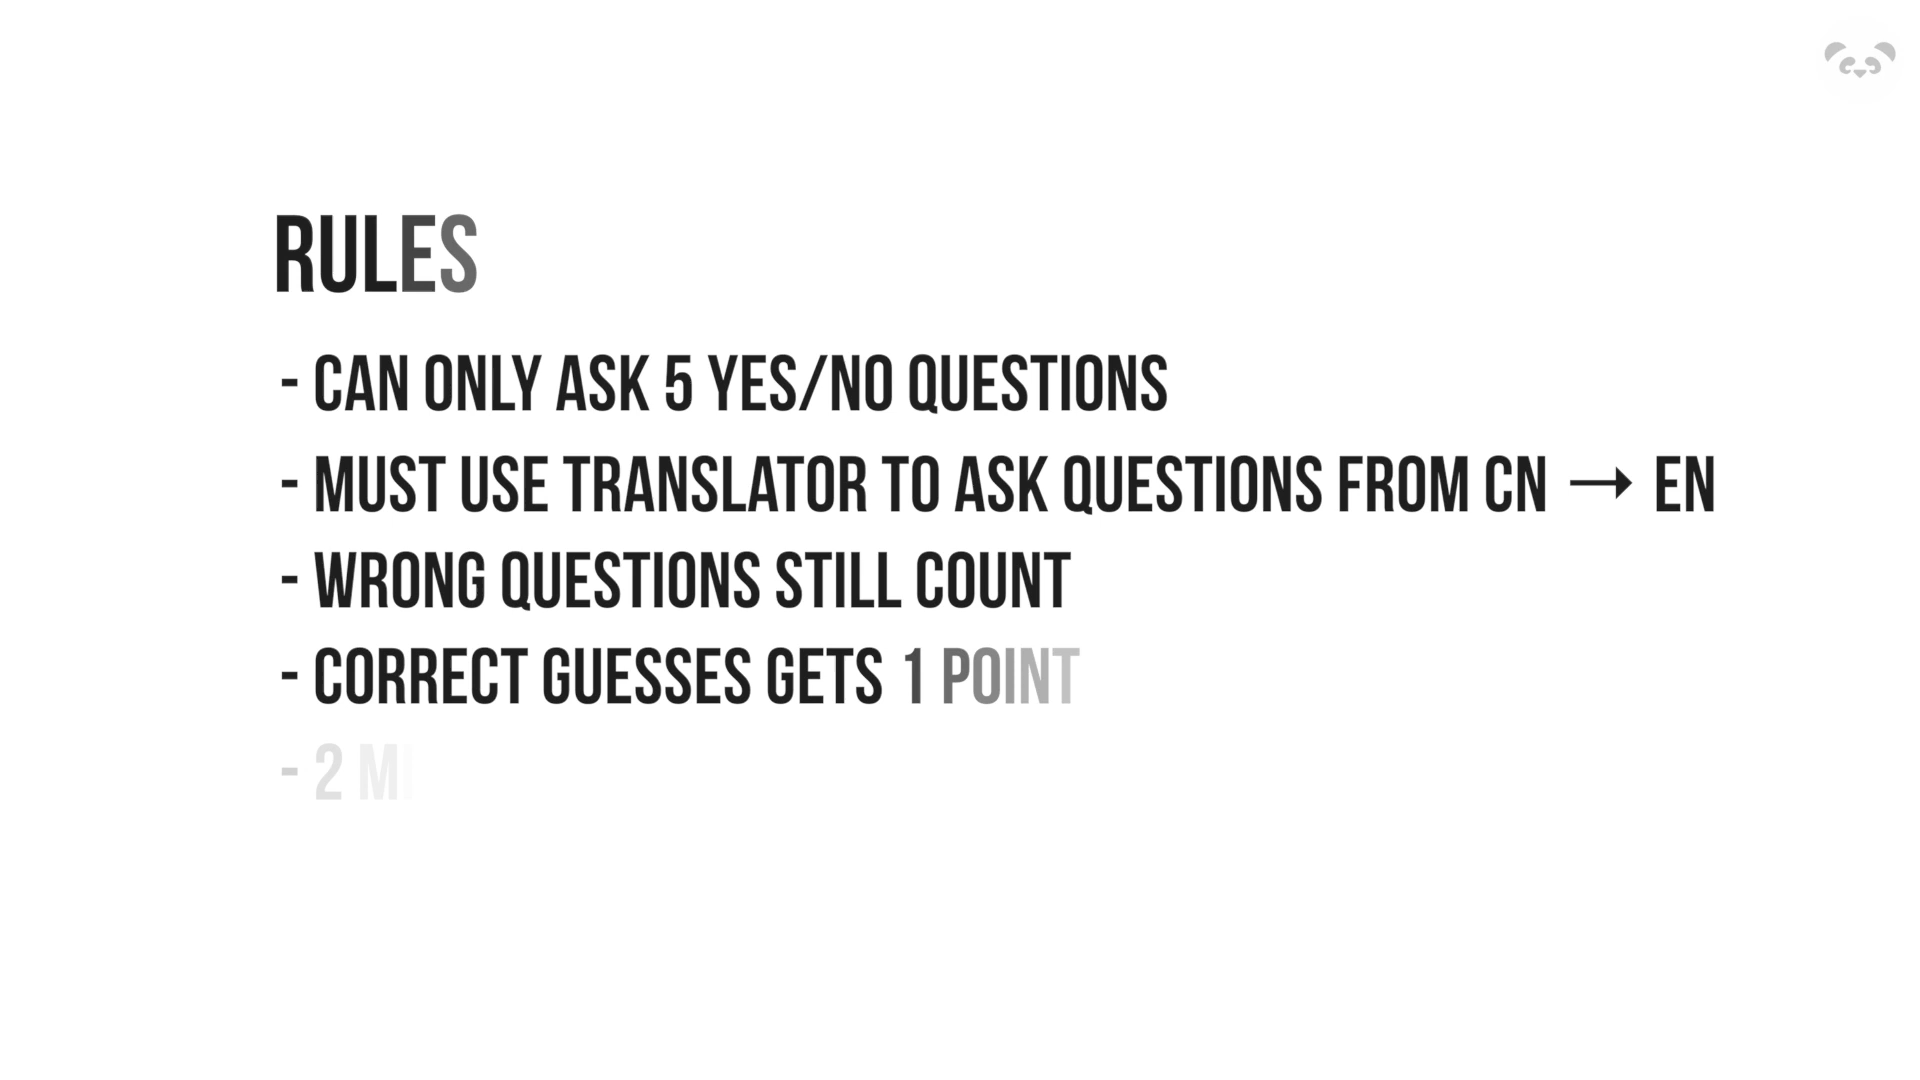 RULES
- CAN ONLY ASK 5 YES/NO QUESTIONS
- MUST USE TRANSLATOR TO ASK QUESTIONS FROM CN → EN
- WRONG QUESTIONS STILL COUNT
- CORRECT GUESSES GETS 1 POINT
- 2